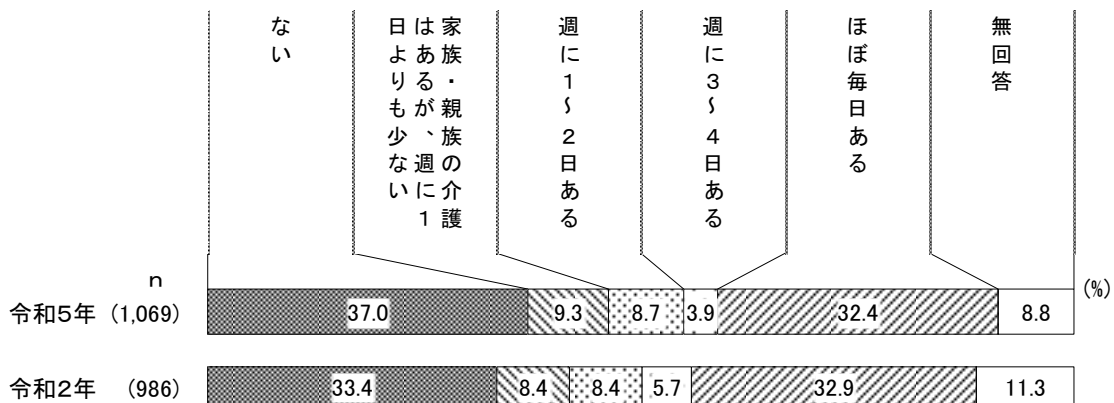 ない
家族・親族の介護
はあるが、週に１
日よりも少ない
週に１～２日ある
週に３～４日ある
ほぼ毎日ある
無回答
n
(%)
令和5年 (1,069)
37.0
9.3
8.7
3.9
32.4
8.8
令和2年 (986)
33.4
8.4
8.4
5.7
32.9
11.3